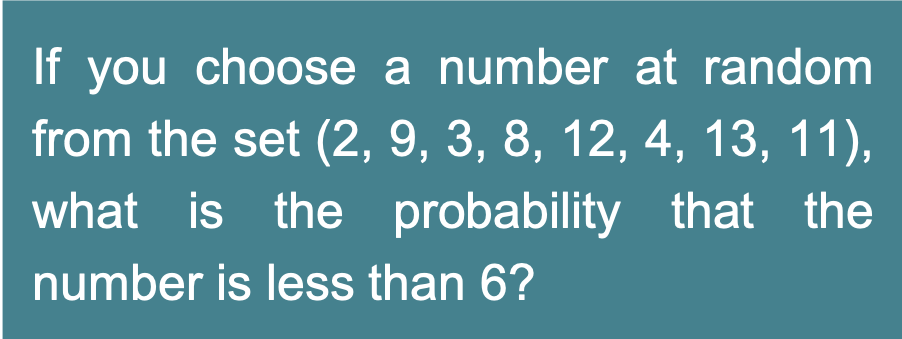 If you choose a number at random
from the set (2, 9, 3, 8, 12, 4, 13, 11),
what is the probability that the
number is less than 6?